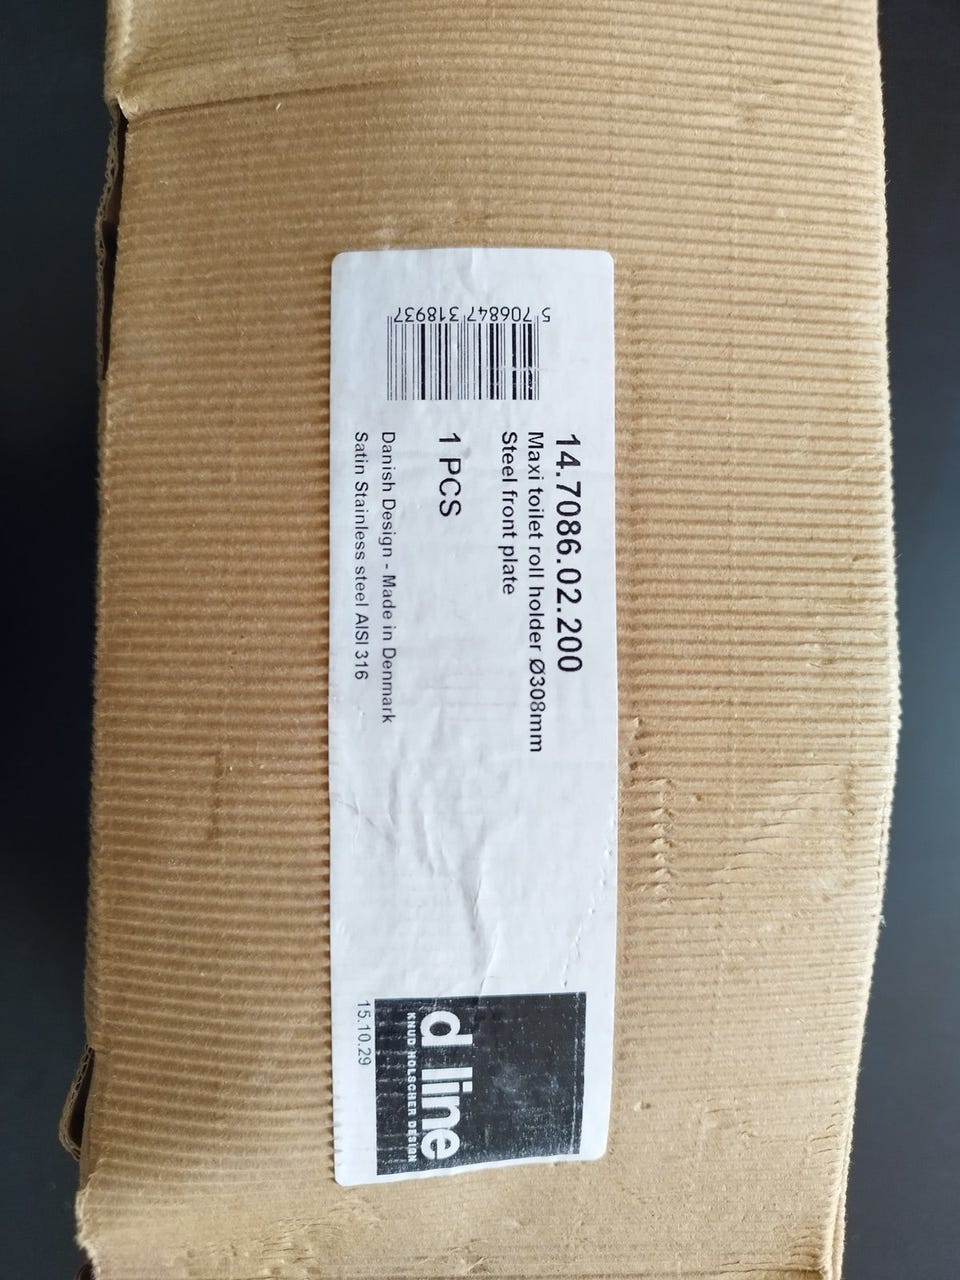 14.7086.02.200
Maxi toilet roll holder Ø308mm
Steel front plate
1 PCS
Danish Design - Made in Denmark
Satin Stainless steel AISI 316
5 706847 318937
d line
KNUD HOLSCHER DESIGN
15.10.29